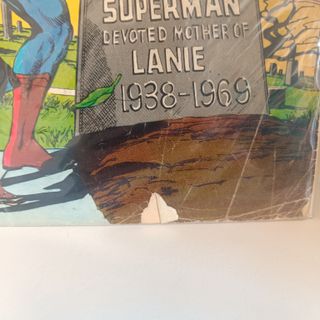 SUPERMAN
DEVOTED MOTHER OF
LANIE
1938-1969